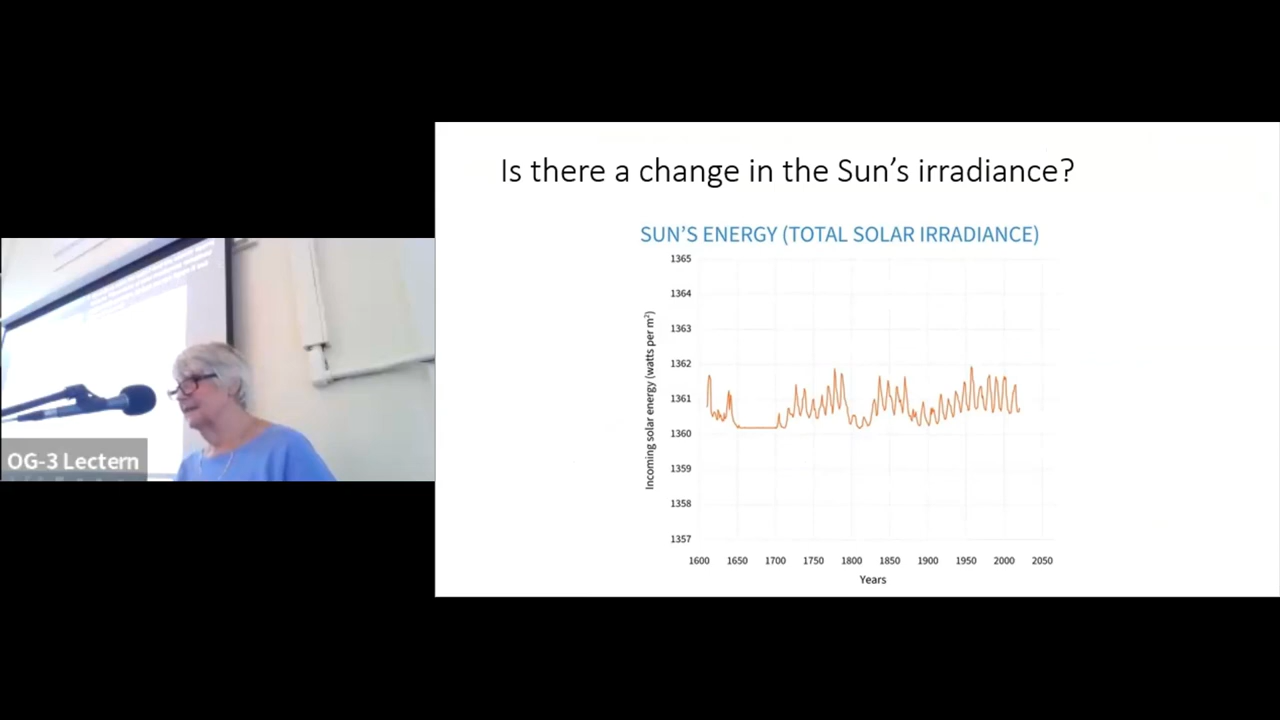 Is there a change in the Sun’s irradiance?
SUN’S ENERGY (TOTAL SOLAR IRRADIANCE)
1365
1364
1363
1362
1361
1360
1359
1358
1357
Incoming solar energy (watts per m²)
1600 1650 1700 1750 1800 1850 1900 1950 2000 2050
Years
OG-3 Lectern